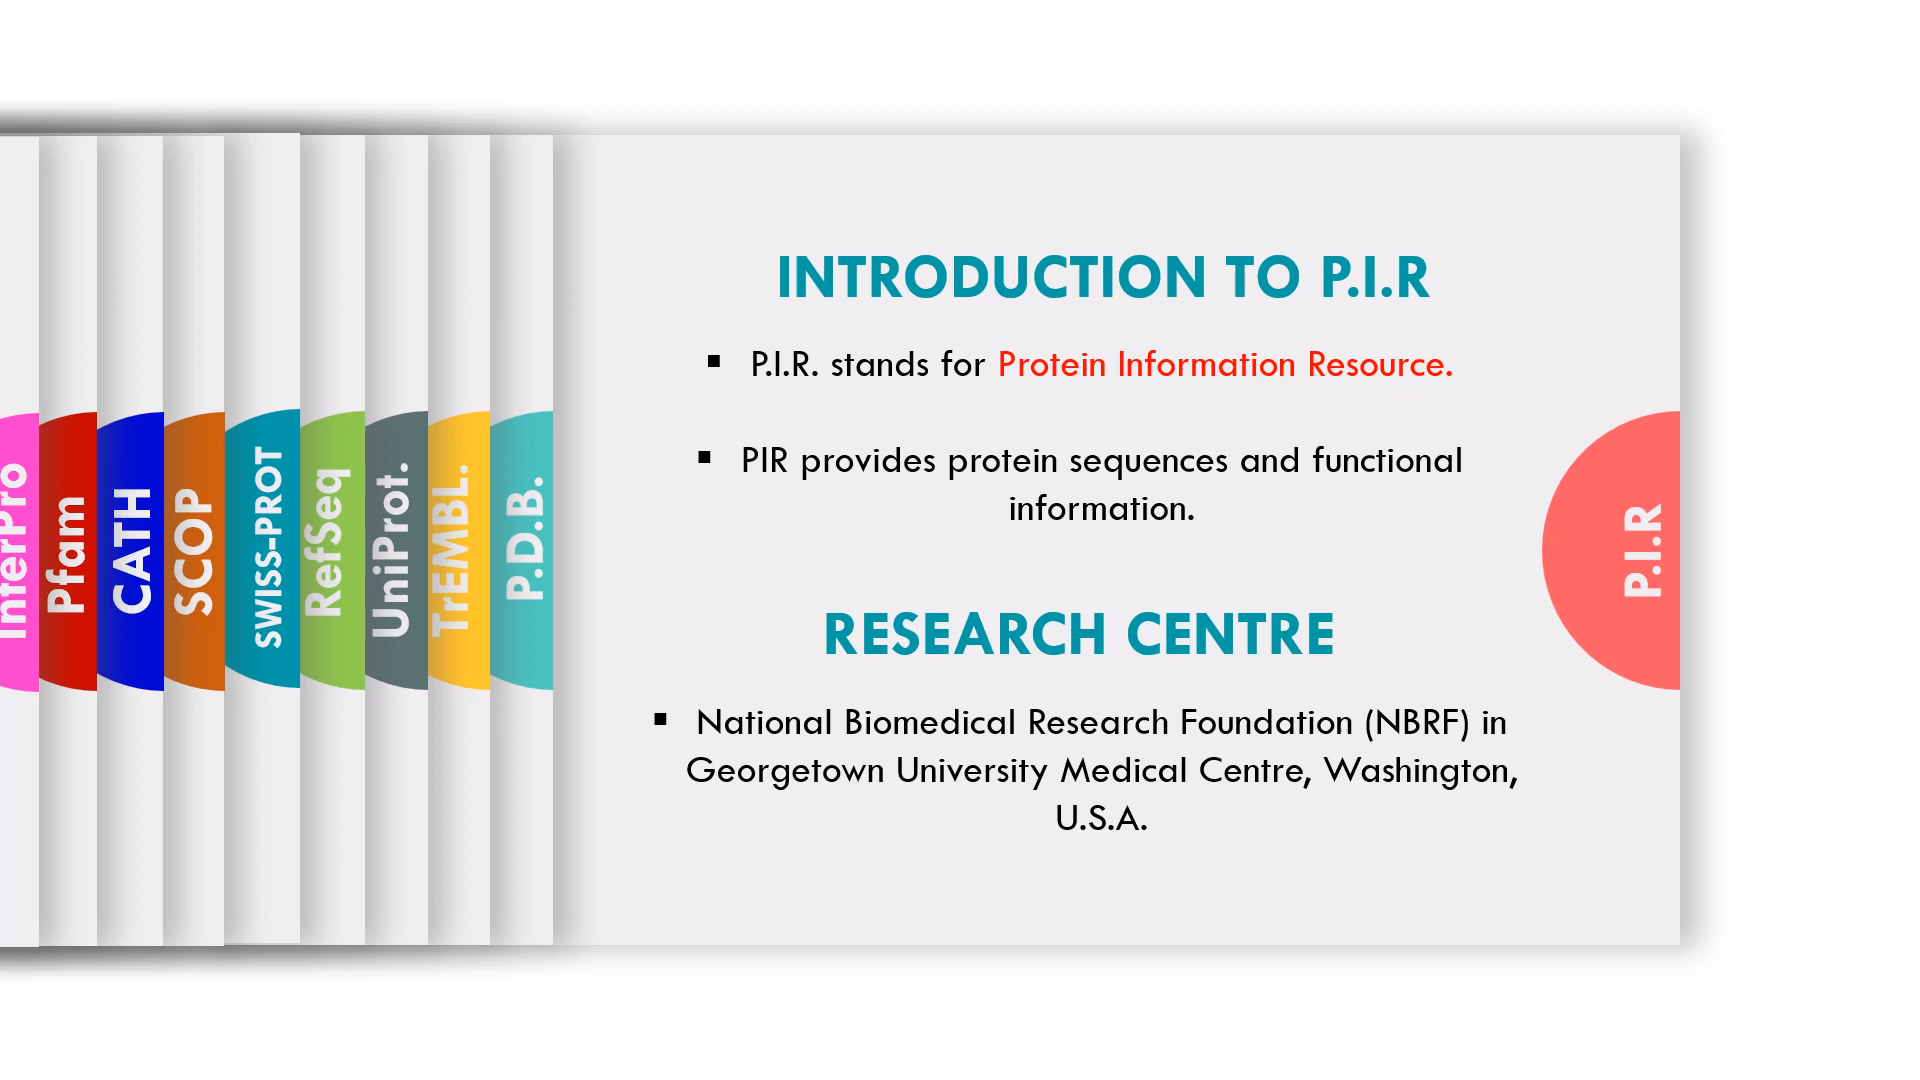 INTRODUCTION TO P.I.R
▪ P.I.R. stands for Protein Information Resource.
▪ PIR provides protein sequences and functional
information.
RESEARCH CENTRE
▪ National Biomedical Research Foundation (NBRF) in
Georgetown University Medical Centre, Washington,
U.S.A.
InterPro
Pfam
CATH
SCOP
SWISS-PROT
RefSeq
UniProt.
TrEMBL.
P.D.B.
P.I.R